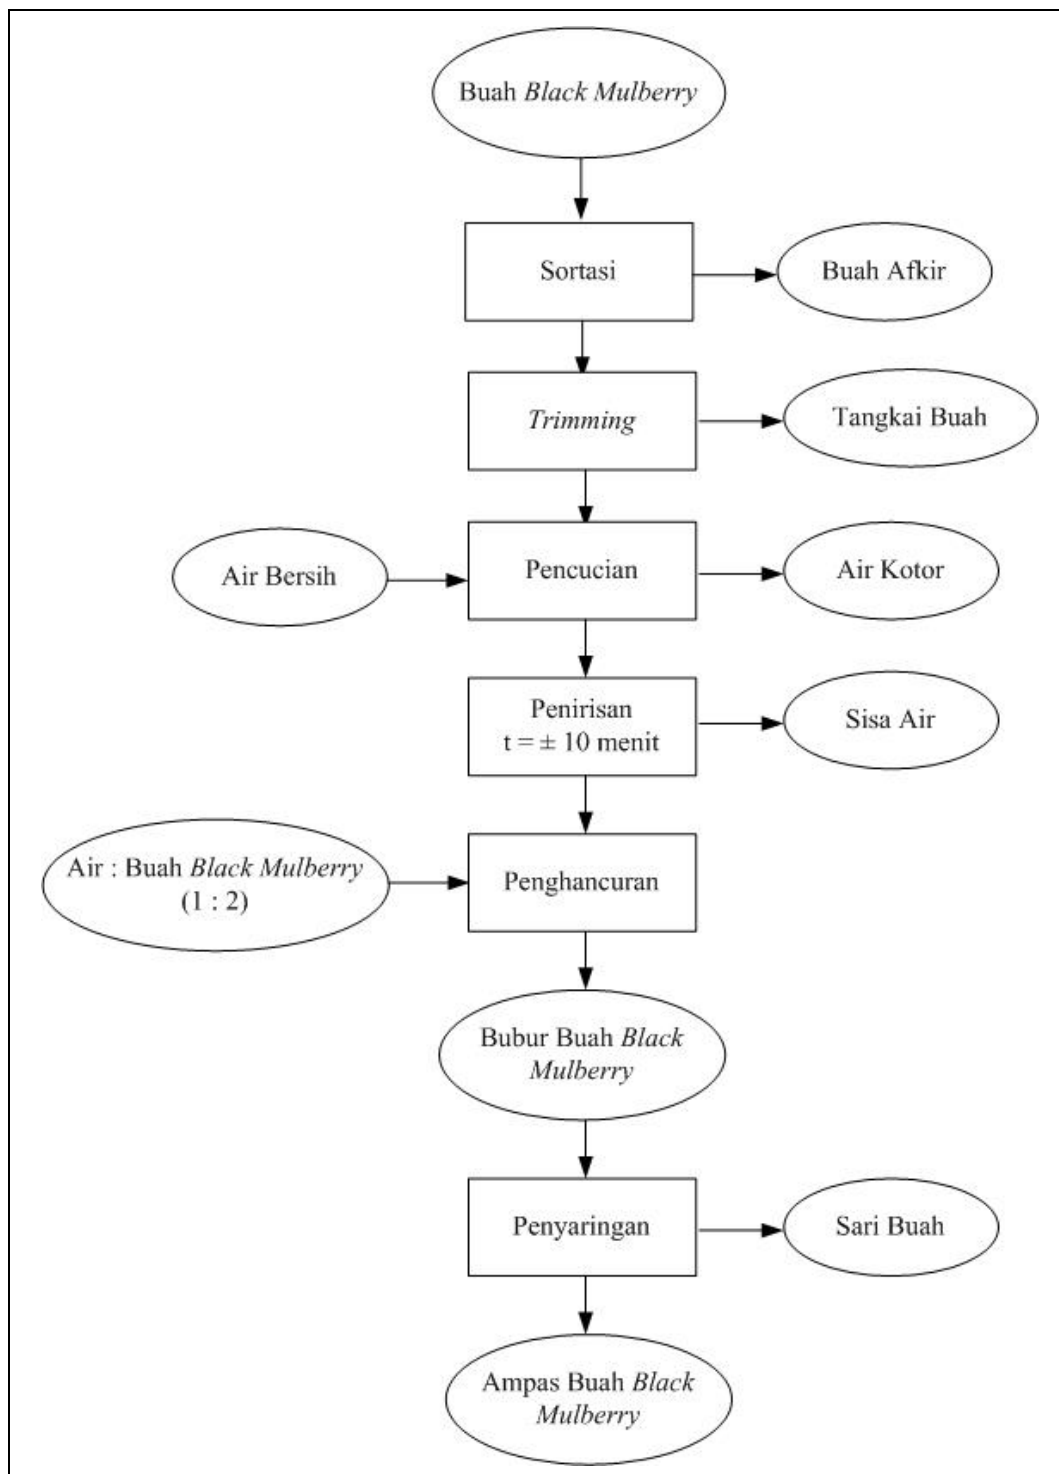 Buah Black Mulberry
Sortasi
Buah Afkir
Trimming
Tangkai Buah
Air Bersih
Pencucian
Air Kotor
Penirisan
t = ± 10 menit
Sisa Air
Air : Buah Black Mulberry
(1 : 2)
Penghancuran
Bubur Buah Black
Mulberry
Penyaringan
Sari Buah
Ampas Buah Black
Mulberry